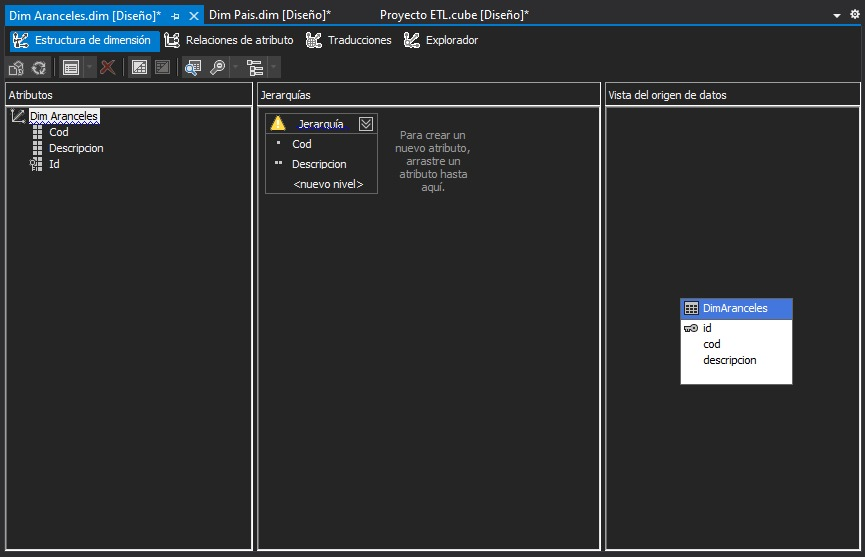 Dim Aranceles.dim [Diseño]* Dim Pais.dim [Diseño]* Proyecto ETL.cube [Diseño]*
Estructura de dimensión Relaciones de atributo Traducciones Explorador
Atributos
Dim Aranceles
Cod
Descripcion
Id
Jerarquías
Jerarquía
Cod
Descripcion
<nuevo nivel>
Para crear un
nuevo atributo,
arrastre un
atributo hasta
aquí.
Vista del origen de datos
DimAranceles
id
cod
descripcion